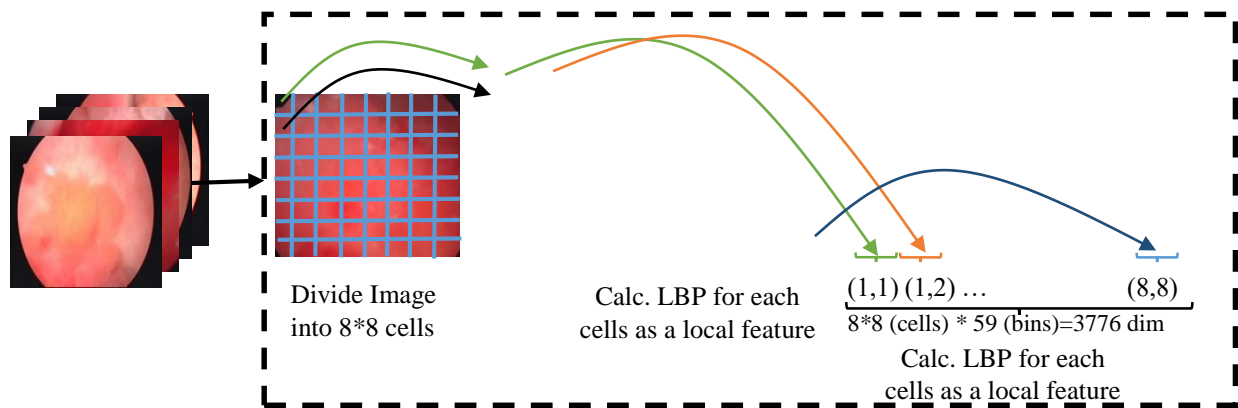 Divide Image
into 8*8 cells
Calc. LBP for each
cells as a local feature
(1,1) (1,2) … (8,8)
8*8 (cells) * 59 (bins)=3776 dim
Calc. LBP for each
cells as a local feature